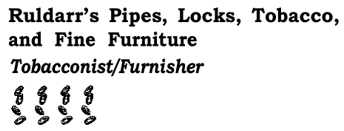 Ruldarr's Pipes, Locks, Tobacco,
and Fine Furniture
Tobacconist/Furnisher